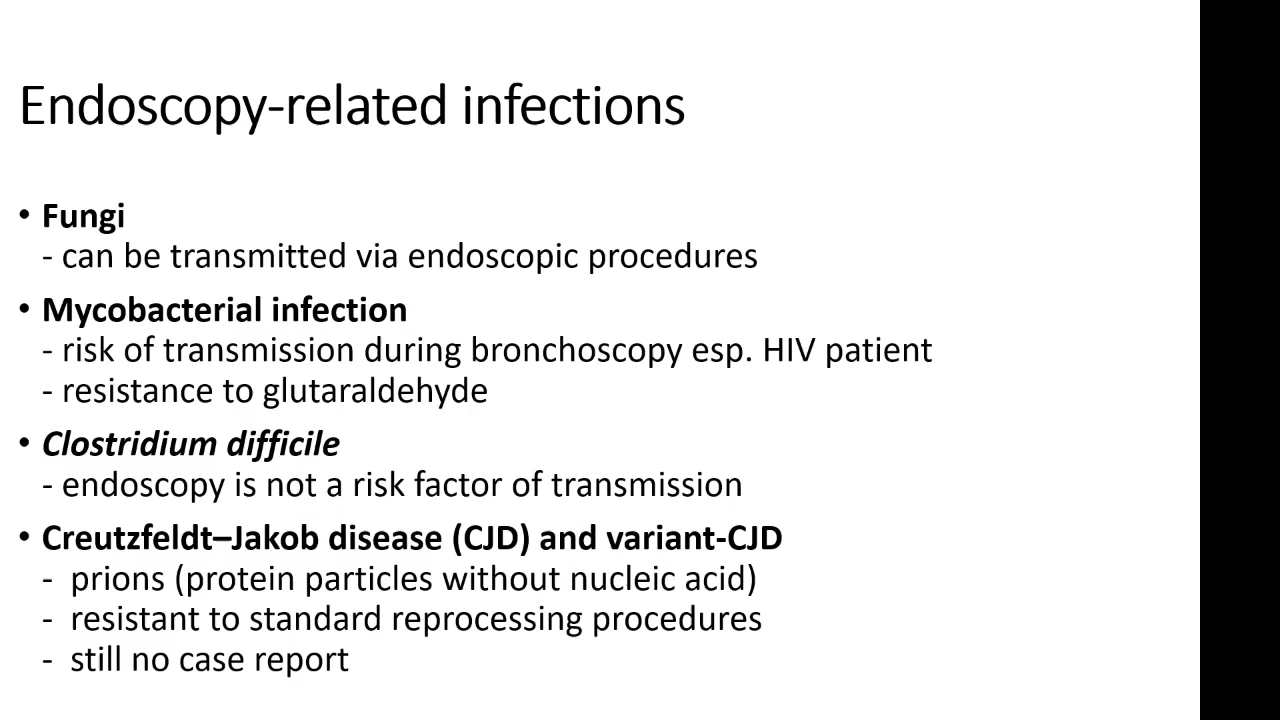 Endoscopy-related infections
• Fungi
- can be transmitted via endoscopic procedures
• Mycobacterial infection
- risk of transmission during bronchoscopy esp. HIV patient
- resistance to glutaraldehyde
• Clostridium difficile
- endoscopy is not a risk factor of transmission
• Creutzfeldt–Jakob disease (CJD) and variant-CJD
- prions (protein particles without nucleic acid)
- resistant to standard reprocessing procedures
- still no case report